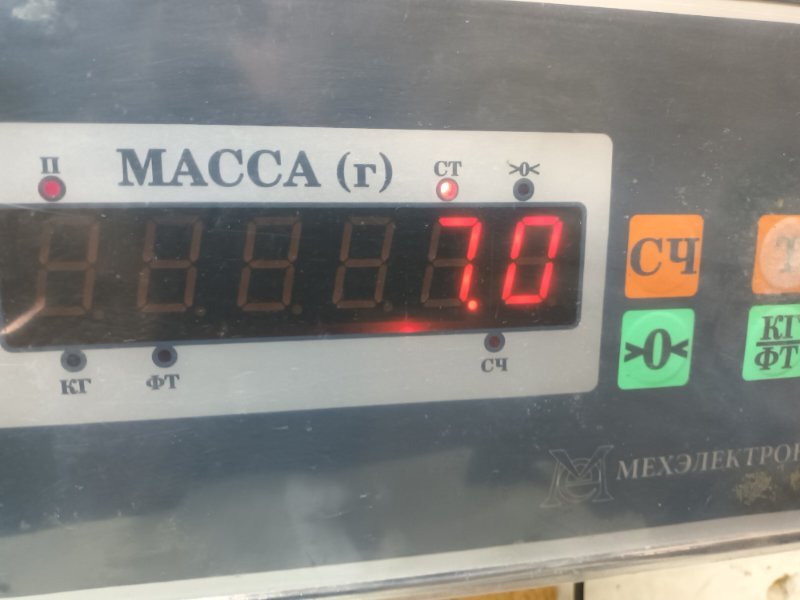 П МАССА (г) СТ >0<
7.0
КГ ФТ СЧ
СЧ Т
>0< КГ
ФТ
МЕХЭЛЕКТРОН